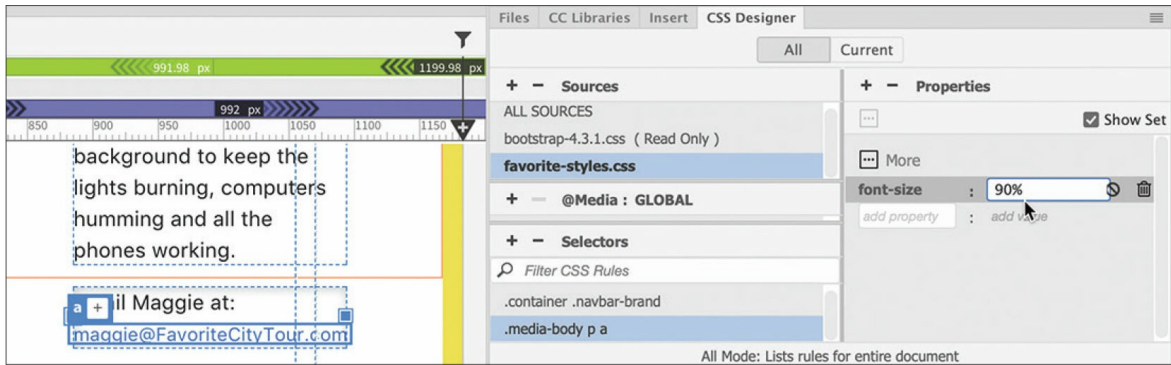 Files CC Libraries Insert CSS Designer
All Current
991.98 px 1199.98 px
992 px
850 900 950 1000 1050 1100 1150
background to keep the
lights burning, computers
humming and all the
phones working.
a + il Maggie at:
maggie@FavoriteCityTour.com
+ − Sources
ALL SOURCES
bootstrap-4.3.1.css ( Read Only )
favorite-styles.css
+ − @Media : GLOBAL
+ − Selectors
Filter CSS Rules
.container .navbar-brand
.media-body p a
+ − Properties
Show Set
More
font-size : 90%
add property : add value
All Mode: Lists rules for entire document